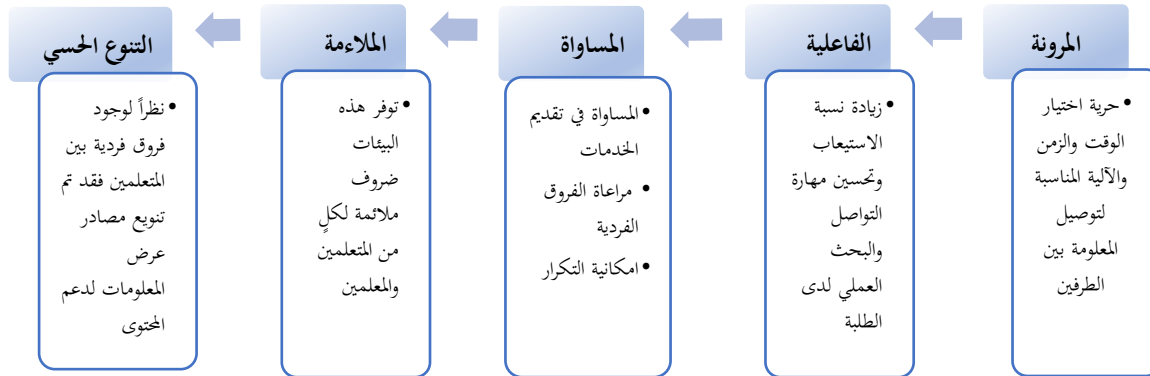 المرونة
• حرية اختيار
الوقت والزمن
والآلية المناسبة
لتوصيل
المعلومة بين
الطرفين
الفاعلية
• زيادة نسبة
الاستيعاب
وتحسين مهارة
التواصل
والبحث
العملي لدى
الطلبة
المساواة
• المساواة في تقديم
الخدمات
• مراعاة الفروق
الفردية
• امكانية التكرار
الملاءمة
• توفر هذه
البيئات
ضروف
ملائمة لكلٍ
من المتعلمين
والمعلمين
التنوع الحسي
• نظراً لوجود
فروق فردية بين
المتعلمين فقد تم
تنويع مصادر
عرض
المعلومات لدعم
المحتوى